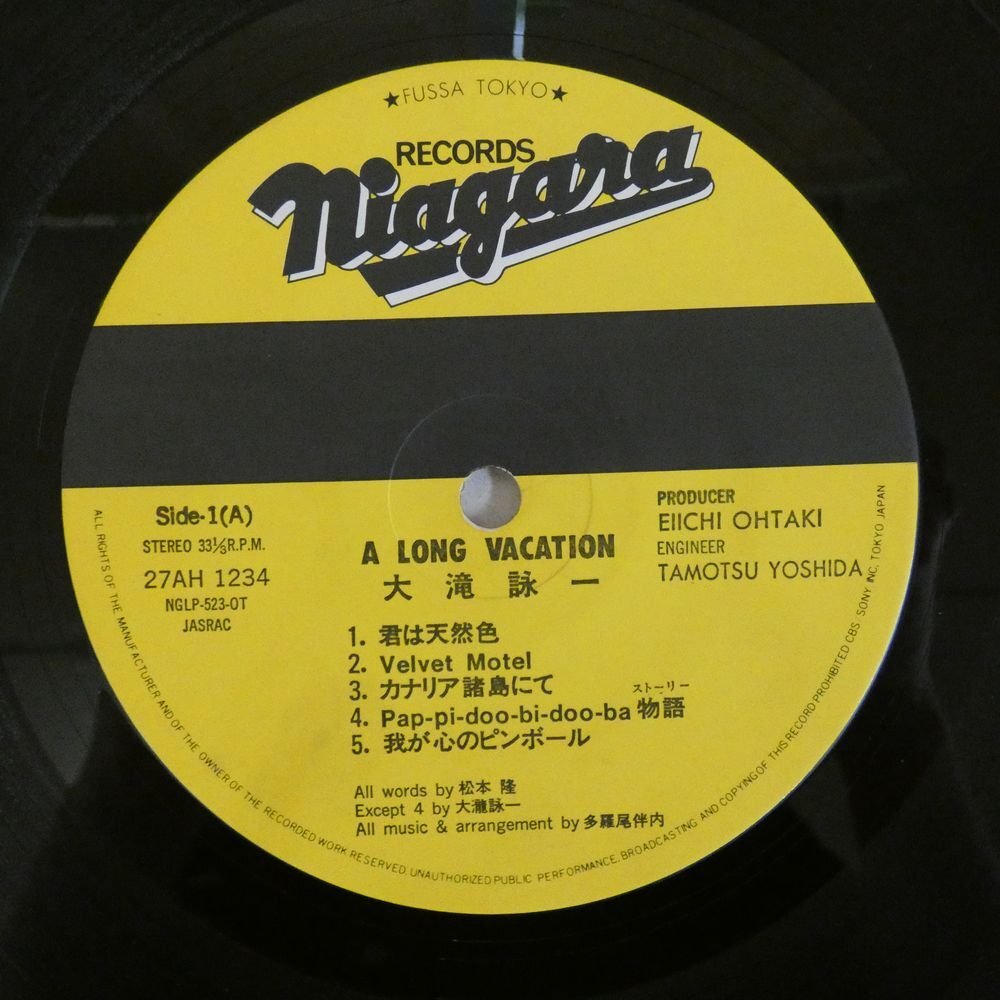 ★FUSSA TOKYO★
RECORDS
Niagara
Side-1(A)
STEREO 33⅓R.P.M.
27AH 1234
NGLP-523-OT
JASRAC
PRODUCER
EIICHI OHTAKI
ENGINEER
TAMOTSU YOSHIDA
A LONG VACATION
大滝詠一
1. 君は天然色
2. Velvet Motel
3. カナリア諸島にて
ストーリー
4. Pap-pi-doo-bi-doo-ba 物語
5. 我が心のピンボール
All words by 松本 隆
Except 4 by 大瀧詠一
All music & arrangement by 多羅尾伴内
ALL RIGHTS OF THE MANUFACTURER AND OF THE OWNER OF THE RECORDED WORK RESERVED. UNAUTHORIZED PUBLIC PERFORMANCE, BROADCASTING AND COPYING OF THIS RECORD PROHIBITED CBS SONY INC. TOKYO JAPAN